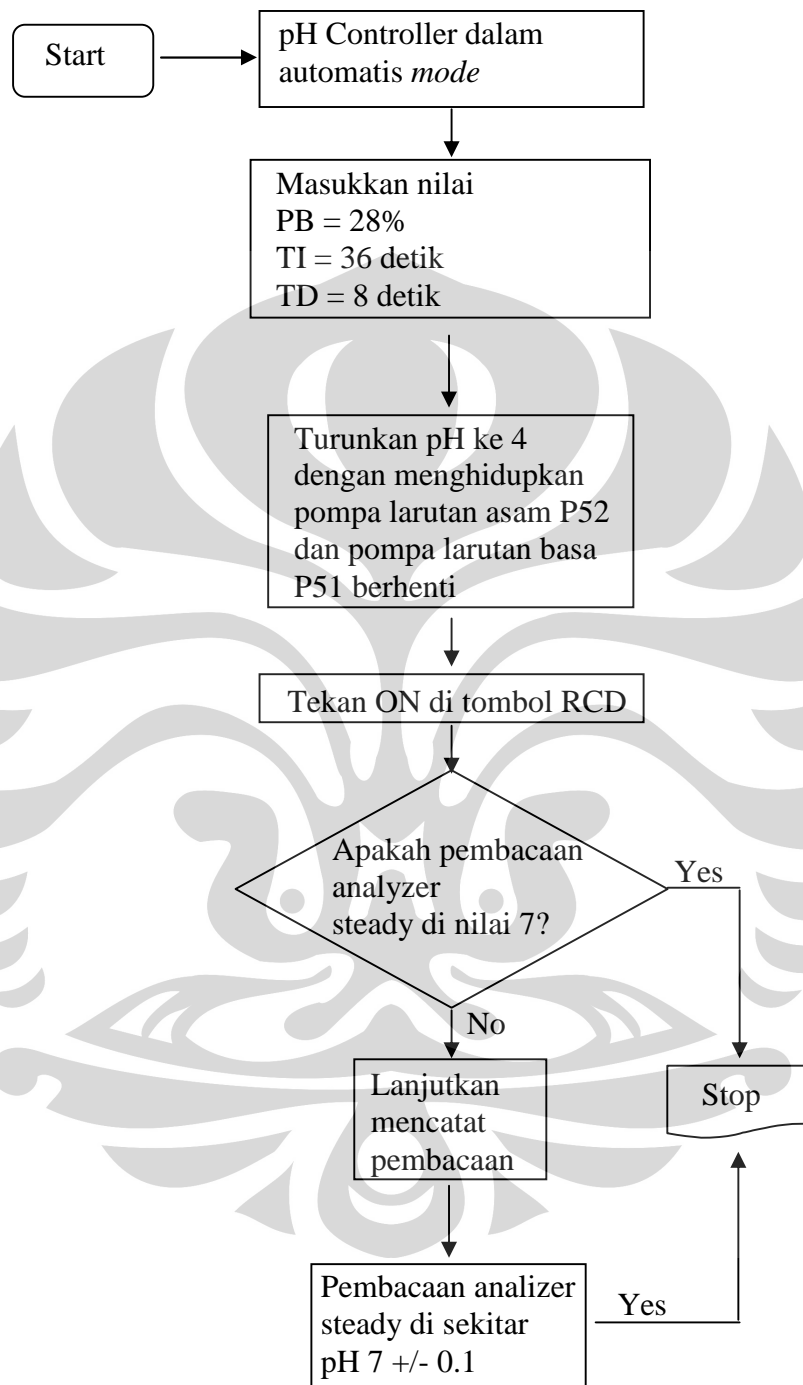 Start
pH Controller dalam
automatis mode
Masukkan nilai
PB = 28%
TI = 36 detik
TD = 8 detik
Turunkan pH ke 4
dengan menghidupkan
pompa larutan asam P52
dan pompa larutan basa
P51 berhenti
Tekan ON di tombol RCD
Apakah pembacaan
analyzer
steady di nilai 7?
Yes
No
Lanjutkan
mencatat
pembacaan
Stop
Pembacaan analizer
steady di sekitar
pH 7 +/- 0.1
Yes